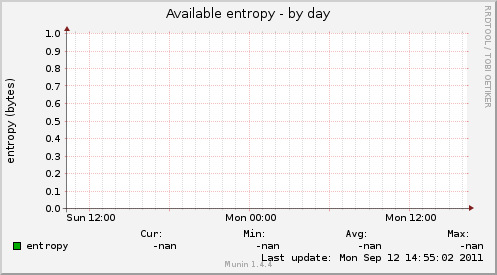 Available entropy - by day
RRDTOOL / TOBI OETIKER
entropy (bytes)
1.0
0.9
0.8
0.7
0.6
0.5
0.4
0.3
0.2
0.1
0.0
Sun 12:00 Mon 00:00 Mon 12:00
Cur: Min: Avg: Max:
entropy -nan -nan -nan -nan
Last update: Mon Sep 12 14:55:02 2011
Munin 1.4.4